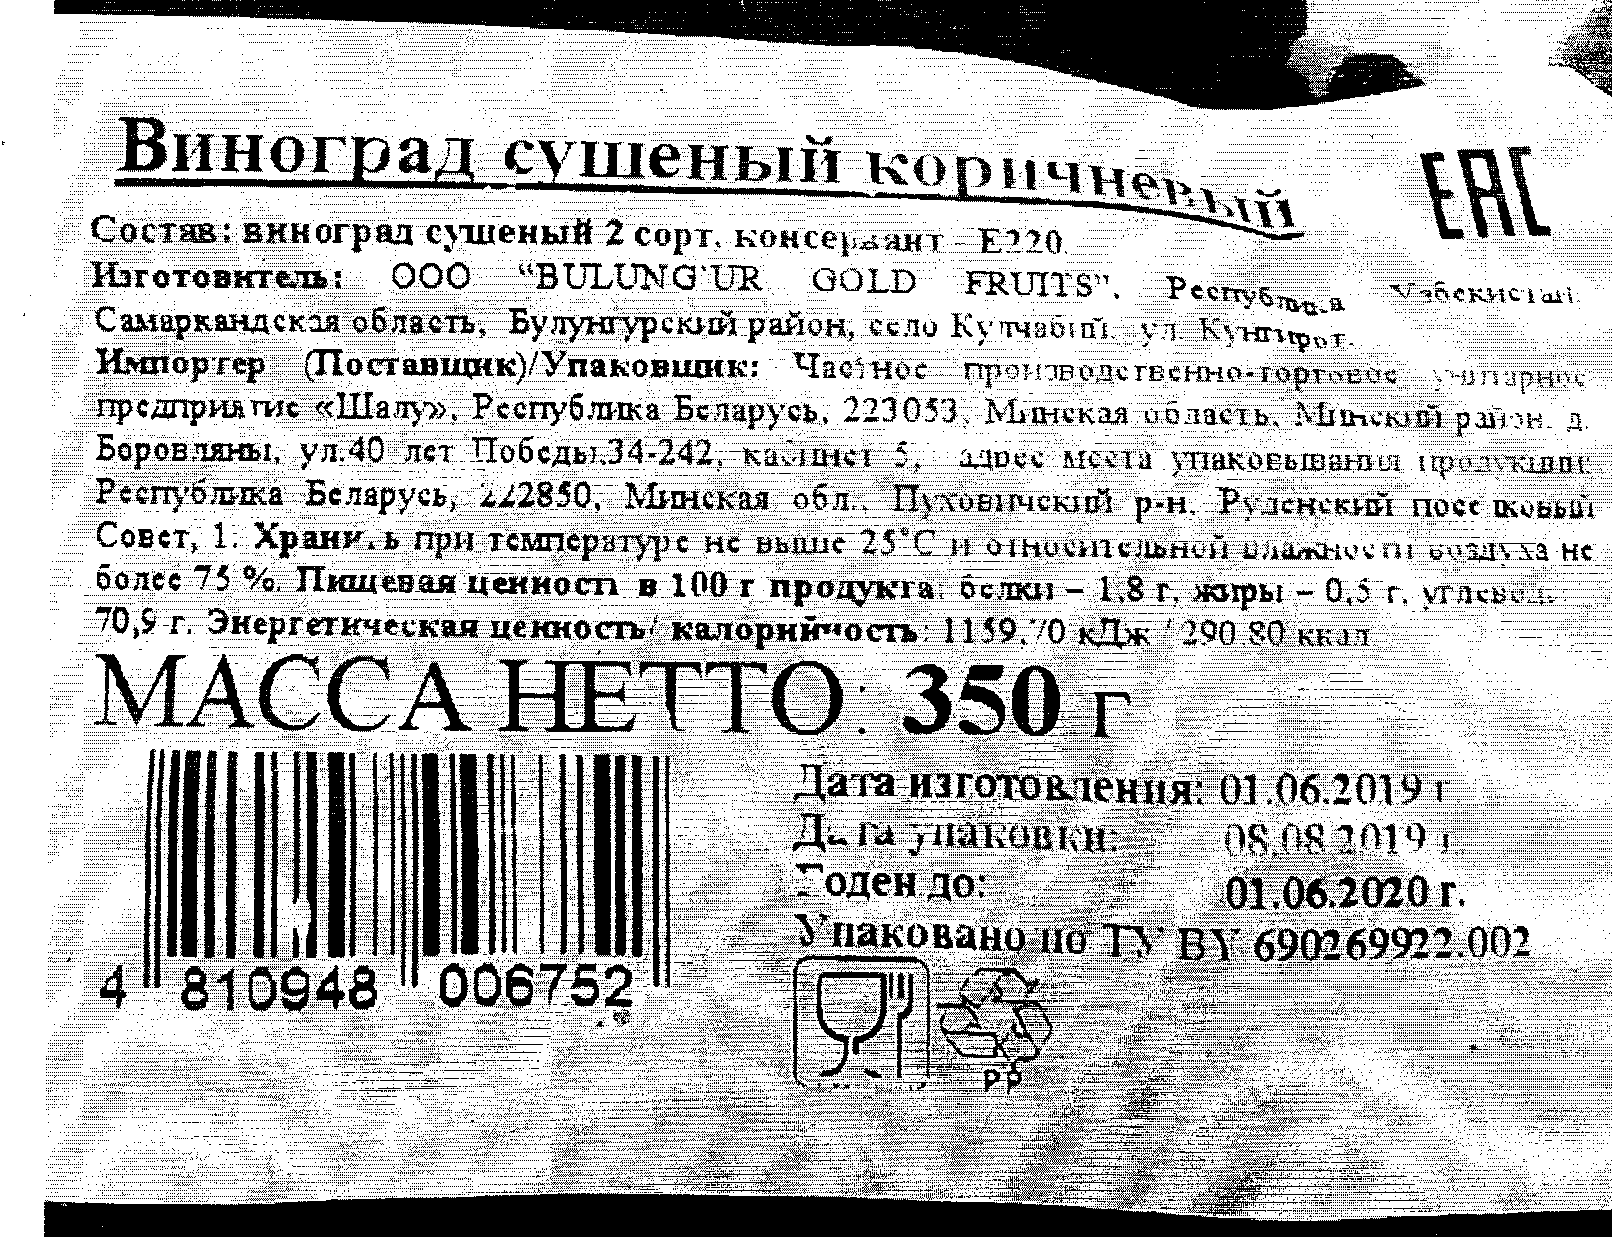 Виноград сушеный коричневый
EAC
Состав: виноград сушеный 2 сорт, консервант - Е220.
Изготовитель: ООО “BULUNG'UR GOLD FRUITS”, Республика Узбекистан,
Самаркандская область, Булунгурский район, село Кулчабий, ул. Кунгирот.
Импортер (Поставщик)/Упаковщик: Частное производственно-торговое унитарное
предприятие «Шалу», Республика Беларусь, 223053, Минская область, Минский район, д.
Боровляны, ул.40 лет Победы,34-242, кабинет 5, адрес места упаковывания продукции:
Республика Беларусь, 222850, Минская обл., Пуховичский р-н, Руденский поселковый
Совет, 1. Хранить при температуре не выше 25°С и относительной влажности воздуха не
более 75 %. Пищевая ценность в 100 г продукта: белки – 1,8 г, жиры – 0,5 г,
70,9 г. Энергетическая ценность/ калорийность: 1159,70 кДж / 290,80 ккал
МАССА НЕТТО: 350 г
Дата изготовления: 01.06.2019 г
Дата упаковки: 08.08.2019 г
Годен до: 01.06.2020 г.
Упаковано по ТУ BY 690269922.002
4 810948 006752
PP